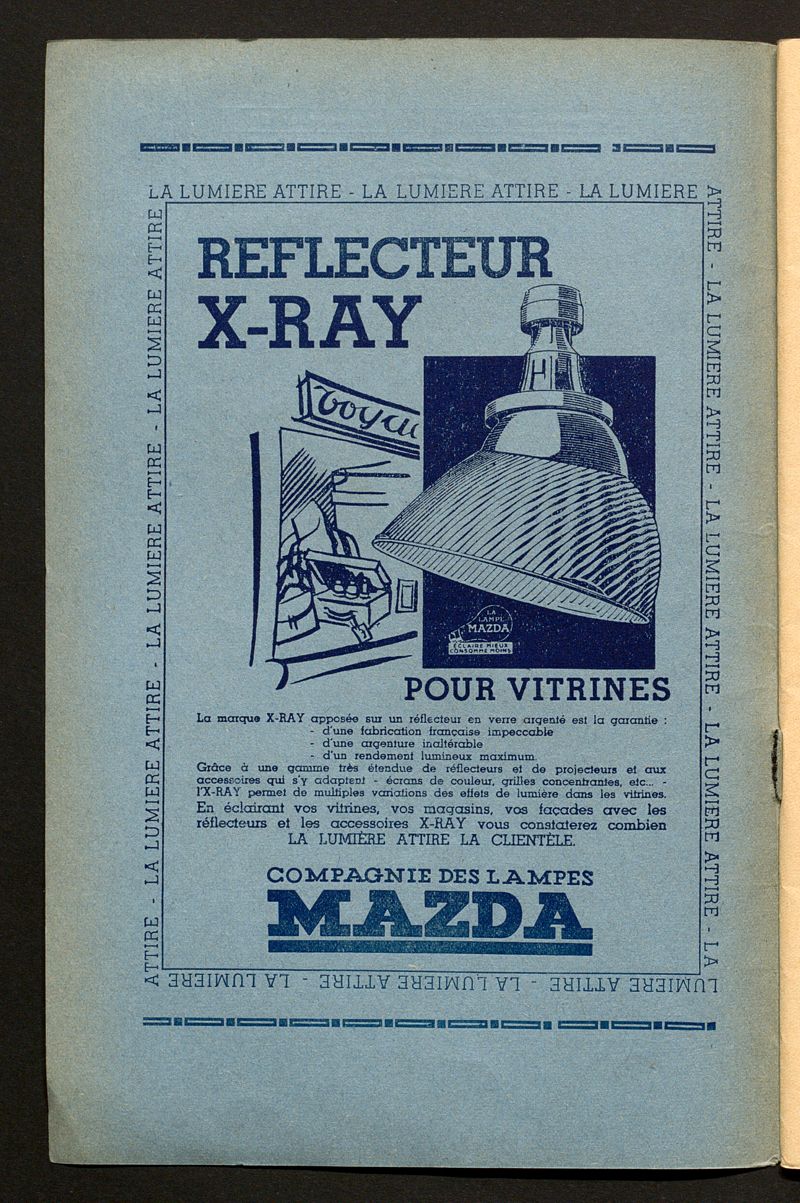 LA LUMIERE ATTIRE - LA LUMIERE ATTIRE - LA LUMIERE
ATTIRE - LA LUMIERE ATTIRE - LA LUMIERE ATTIRE - LA LUMIERE ATTIRE - LA
LUMIERE ATTIRE - LA LUMIERE ATTIRE - LA LUMIERE
ATTIRE - LA LUMIERE ATTIRE - LA LUMIERE ATTIRE - LA LUMIERE ATTIRE
REFLECTEUR
X-RAY
H
LA
LAMPE
MAZDA
ÉCLAIRE MIEUX
CONSOMME MOINS
POUR VITRINES
La marque X-RAY apposée sur un réflecteur en verre argenté est la garantie :
- d'une fabrication française impeccable
- d'une argenture inaltérable
- d'un rendement lumineux maximum.
Grâce à une gamme très étendue de réflecteurs et de projecteurs et aux
accessoires qui s'y adaptent - écrans de couleur, grilles concentrantes, etc... -
l'X-RAY permet de multiples variations des effets de lumière dans les vitrines.
En éclairant vos vitrines, vos magasins, vos façades avec les
réflecteurs et les accessoires X-RAY vous constaterez combien
LA LUMIÈRE ATTIRE LA CLIENTÈLE.
COMPAGNIE DES LAMPES
MAZDA